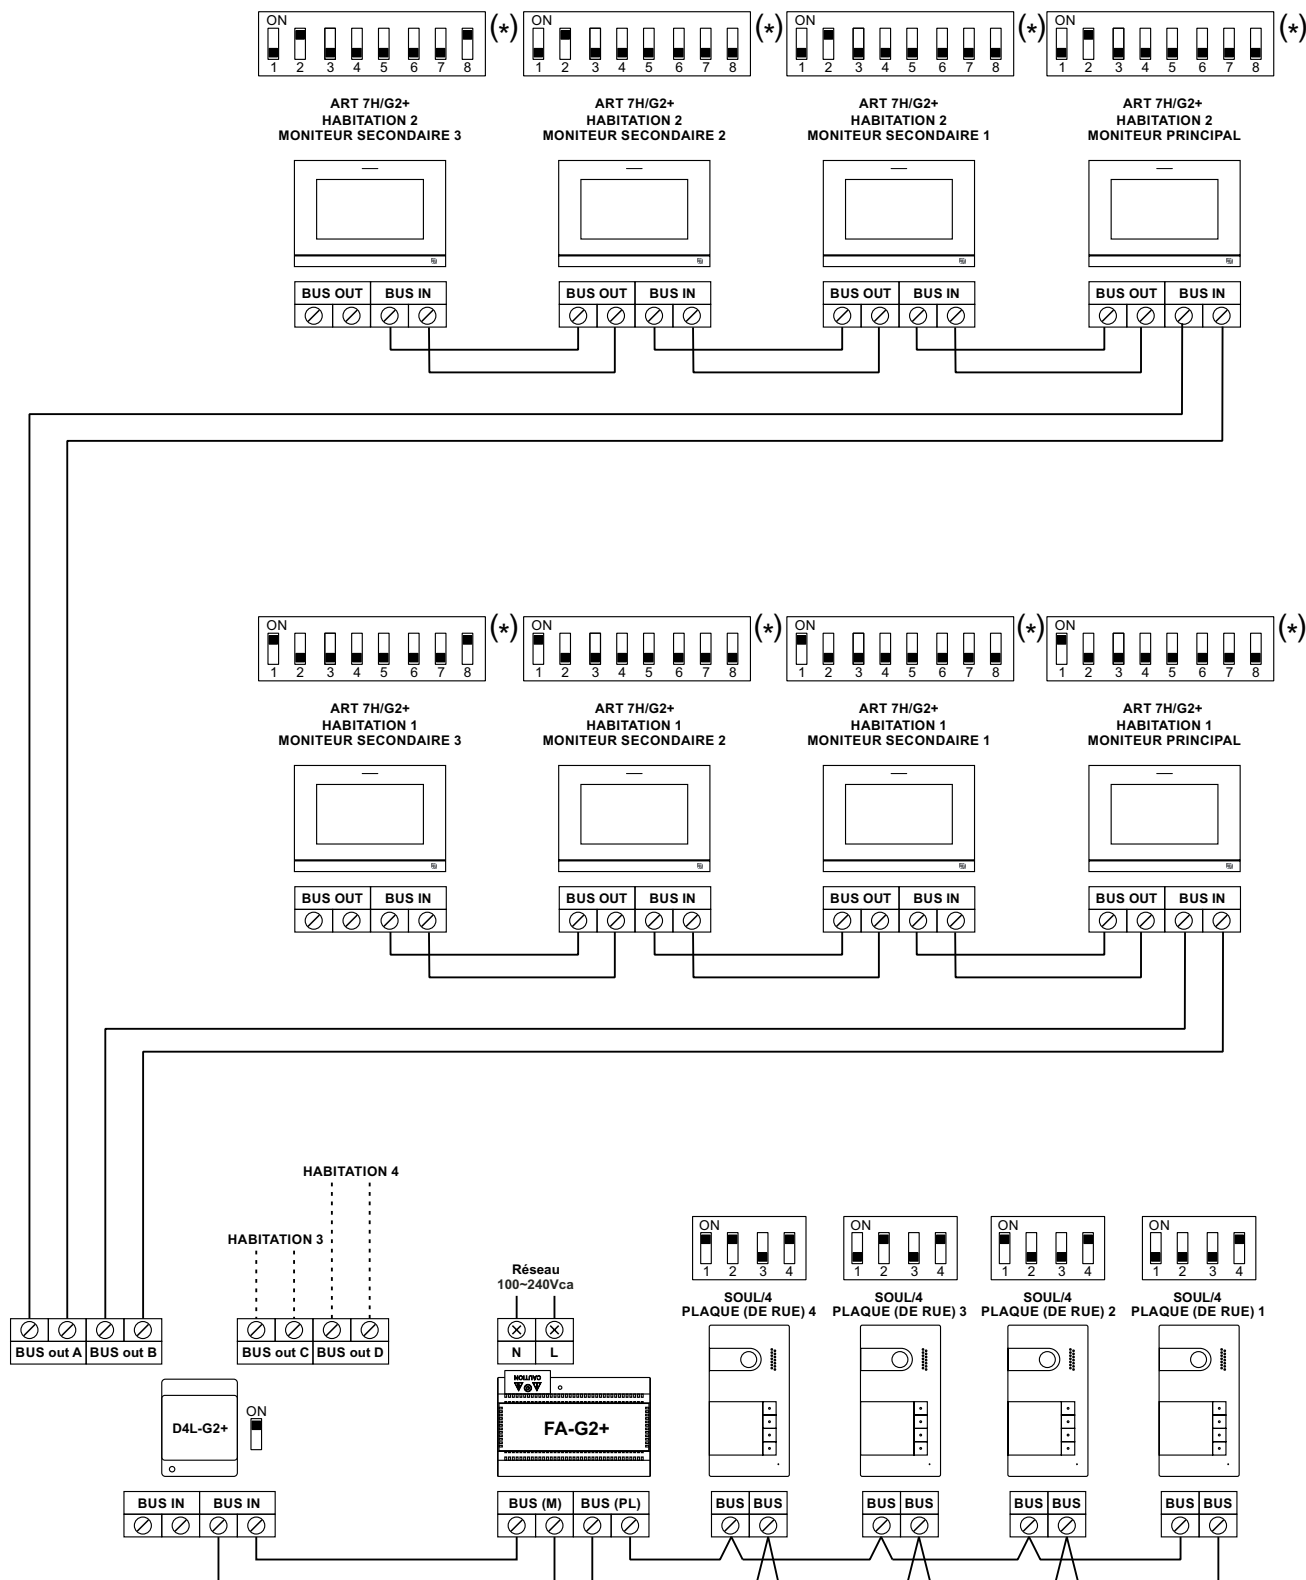 ON ON ON ON
1 2 3 4 5 6 7 8 (*) 1 2 3 4 5 6 7 8 (*) 1 2 3 4 5 6 7 8 (*) 1 2 3 4 5 6 7 8 (*)
ART 7H/G2+ ART 7H/G2+ ART 7H/G2+ ART 7H/G2+
HABITATION 2 HABITATION 2 HABITATION 2 HABITATION 2
MONITEUR SECONDAIRE 3 MONITEUR SECONDAIRE 2 MONITEUR SECONDAIRE 1 MONITEUR PRINCIPAL
BUS OUT BUS IN BUS OUT BUS IN BUS OUT BUS IN BUS OUT BUS IN
ON ON ON ON
1 2 3 4 5 6 7 8 (*) 1 2 3 4 5 6 7 8 (*) 1 2 3 4 5 6 7 8 (*) 1 2 3 4 5 6 7 8 (*)
ART 7H/G2+ ART 7H/G2+ ART 7H/G2+ ART 7H/G2+
HABITATION 1 HABITATION 1 HABITATION 1 HABITATION 1
MONITEUR SECONDAIRE 3 MONITEUR SECONDAIRE 2 MONITEUR SECONDAIRE 1 MONITEUR PRINCIPAL
BUS OUT BUS IN BUS OUT BUS IN BUS OUT BUS IN BUS OUT BUS IN
HABITATION 4
HABITATION 3
ON ON ON ON
1 2 3 4 1 2 3 4 1 2 3 4 1 2 3 4
Réseau
100~240Vca
SOUL/4 SOUL/4 SOUL/4 SOUL/4
PLAQUE (DE RUE) 4 PLAQUE (DE RUE) 3 PLAQUE (DE RUE) 2 PLAQUE (DE RUE) 1
BUS out A BUS out B BUS out C BUS out D N L
CAUTION
D4L-G2+ ON FA-G2+
BUS IN BUS IN BUS (M) BUS (PL) BUS BUS BUS BUS BUS BUS BUS BUS